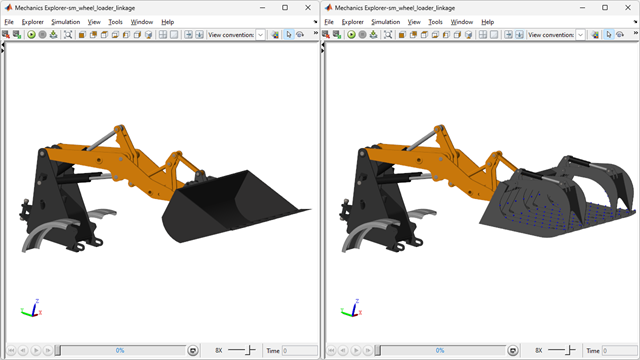 Mechanics Explorer-sm_wheel_loader_linkage
File Explorer Simulation View Tools Window Help
View convention:
Z
0%
8X
Time 0
Mechanics Explorer-sm_wheel_loader_linkage
File Explorer Simulation View Tools Window Help
View convention:
Z
0%
8X
Time 0